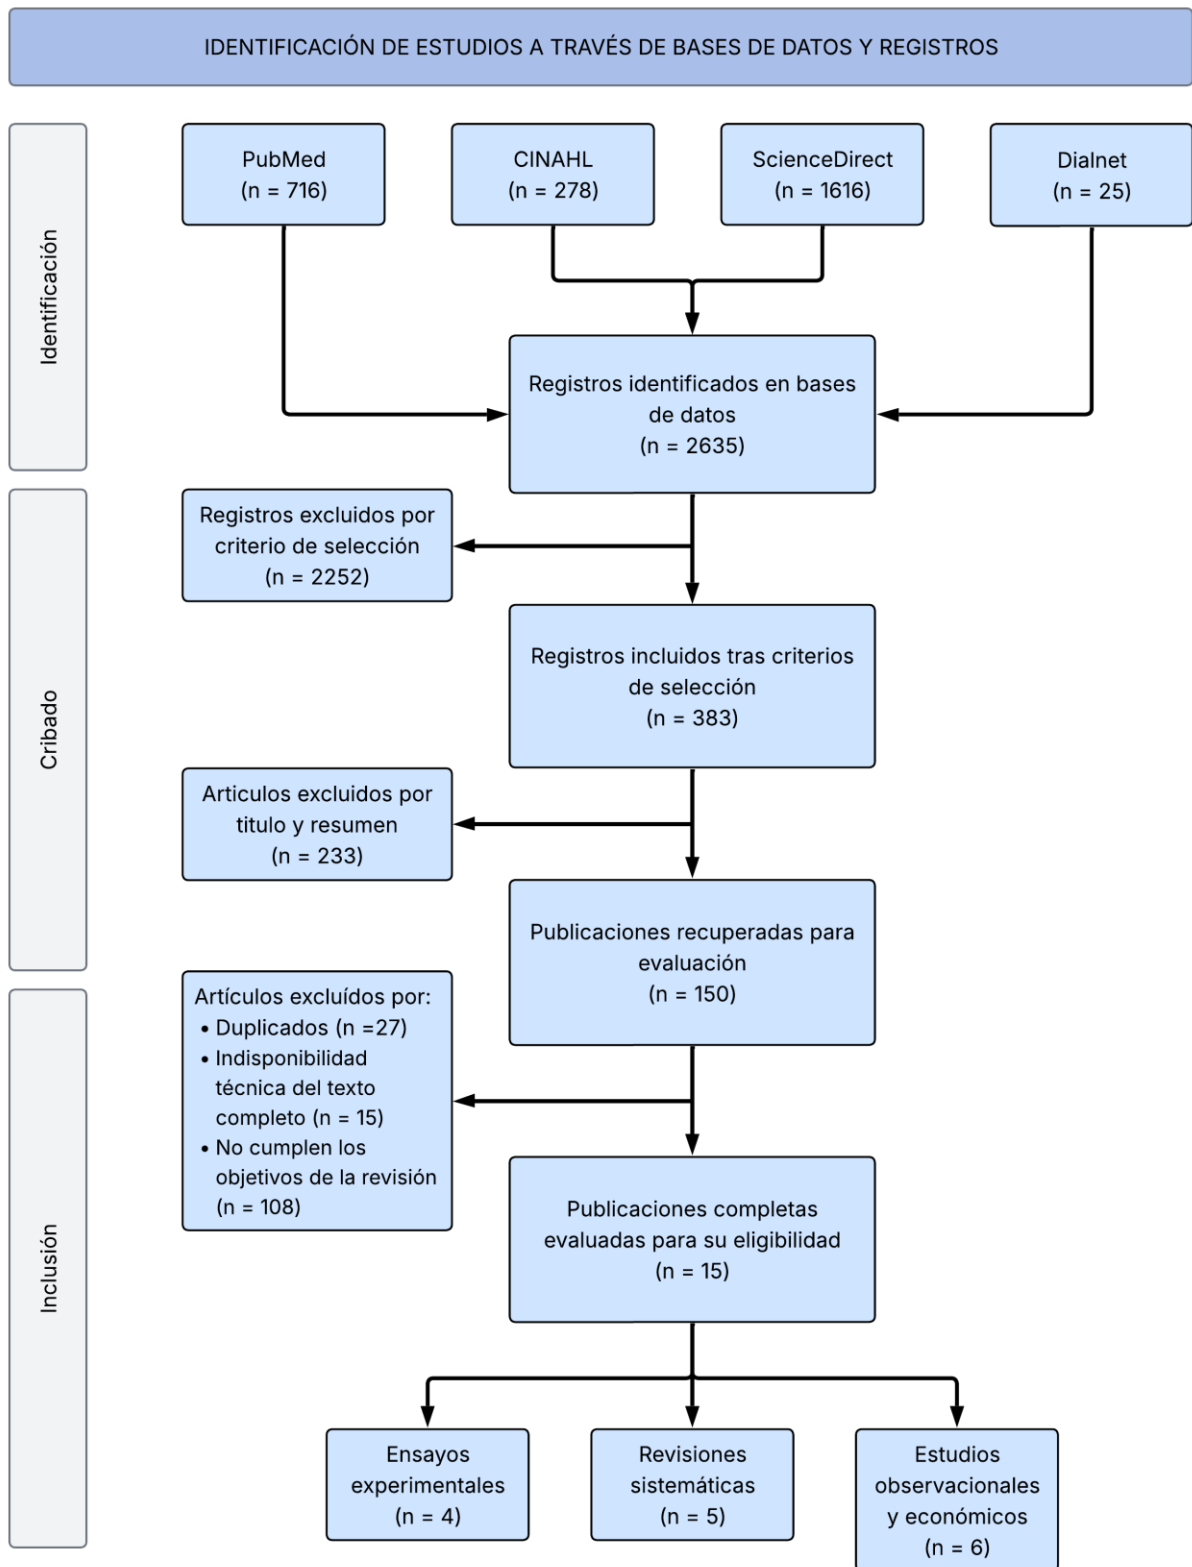 IDENTIFICACIÓN DE ESTUDIOS A TRAVÉS DE BASES DE DATOS Y REGISTROS
Identificación
PubMed
(n = 716)
CINAHL
(n = 278)
ScienceDirect
(n = 1616)
Dialnet
(n = 25)
Registros identificados en bases
de datos
(n = 2635)
Cribado
Registros excluidos por
criterio de selección
(n = 2252)
Registros incluidos tras criterios
de selección
(n = 383)
Articulos excluidos por
titulo y resumen
(n = 233)
Publicaciones recuperadas para
evaluación
(n = 150)
Inclusión
Artículos excluídos por:
• Duplicados (n =27)
• Indisponibilidad
técnica del texto
completo (n = 15)
• No cumplen los
objetivos de la revisión
(n = 108)
Publicaciones completas
evaluadas para su eligibilidad
(n = 15)
Ensayos
experimentales
(n = 4)
Revisiones
sistemáticas
(n = 5)
Estudios
observacionales
y económicos
(n = 6)